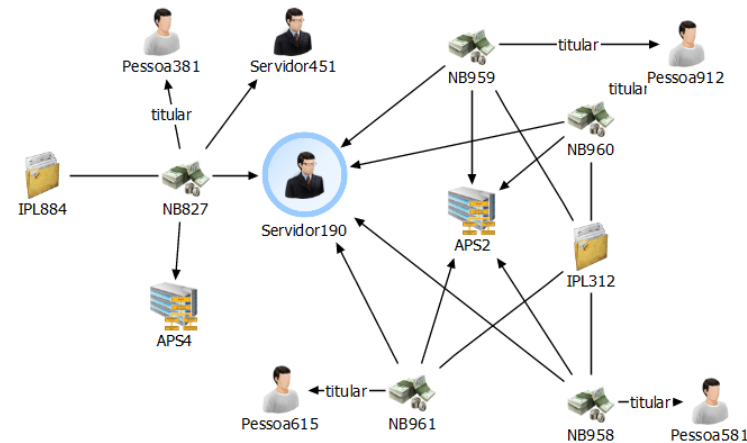 Pessoa381
Servidor451
titular
Pessoa912
NB959
titular
titular
NB960
IPL884
NB827
Servidor190
APS2
IPL312
APS4
titular
titular
Pessoa615
NB961
NB958
Pessoa581